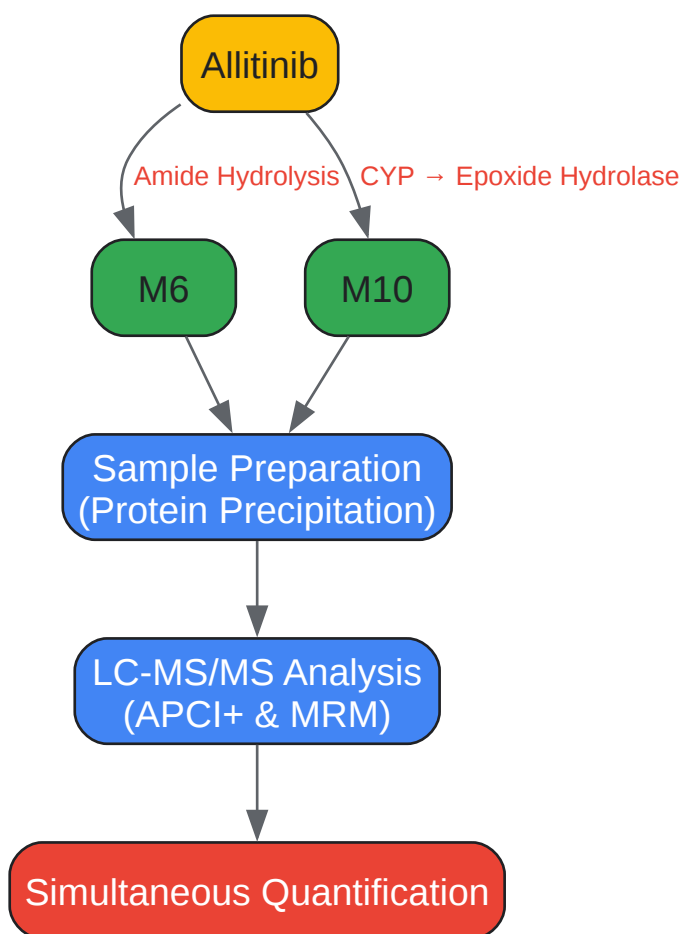 Allitinib
Amide Hydrolysis
CYP → Epoxide Hydrolase
M6
M10
Sample Preparation
(Protein Precipitation)
LC-MS/MS Analysis
(APCI+ & MRM)
Simultaneous Quantification